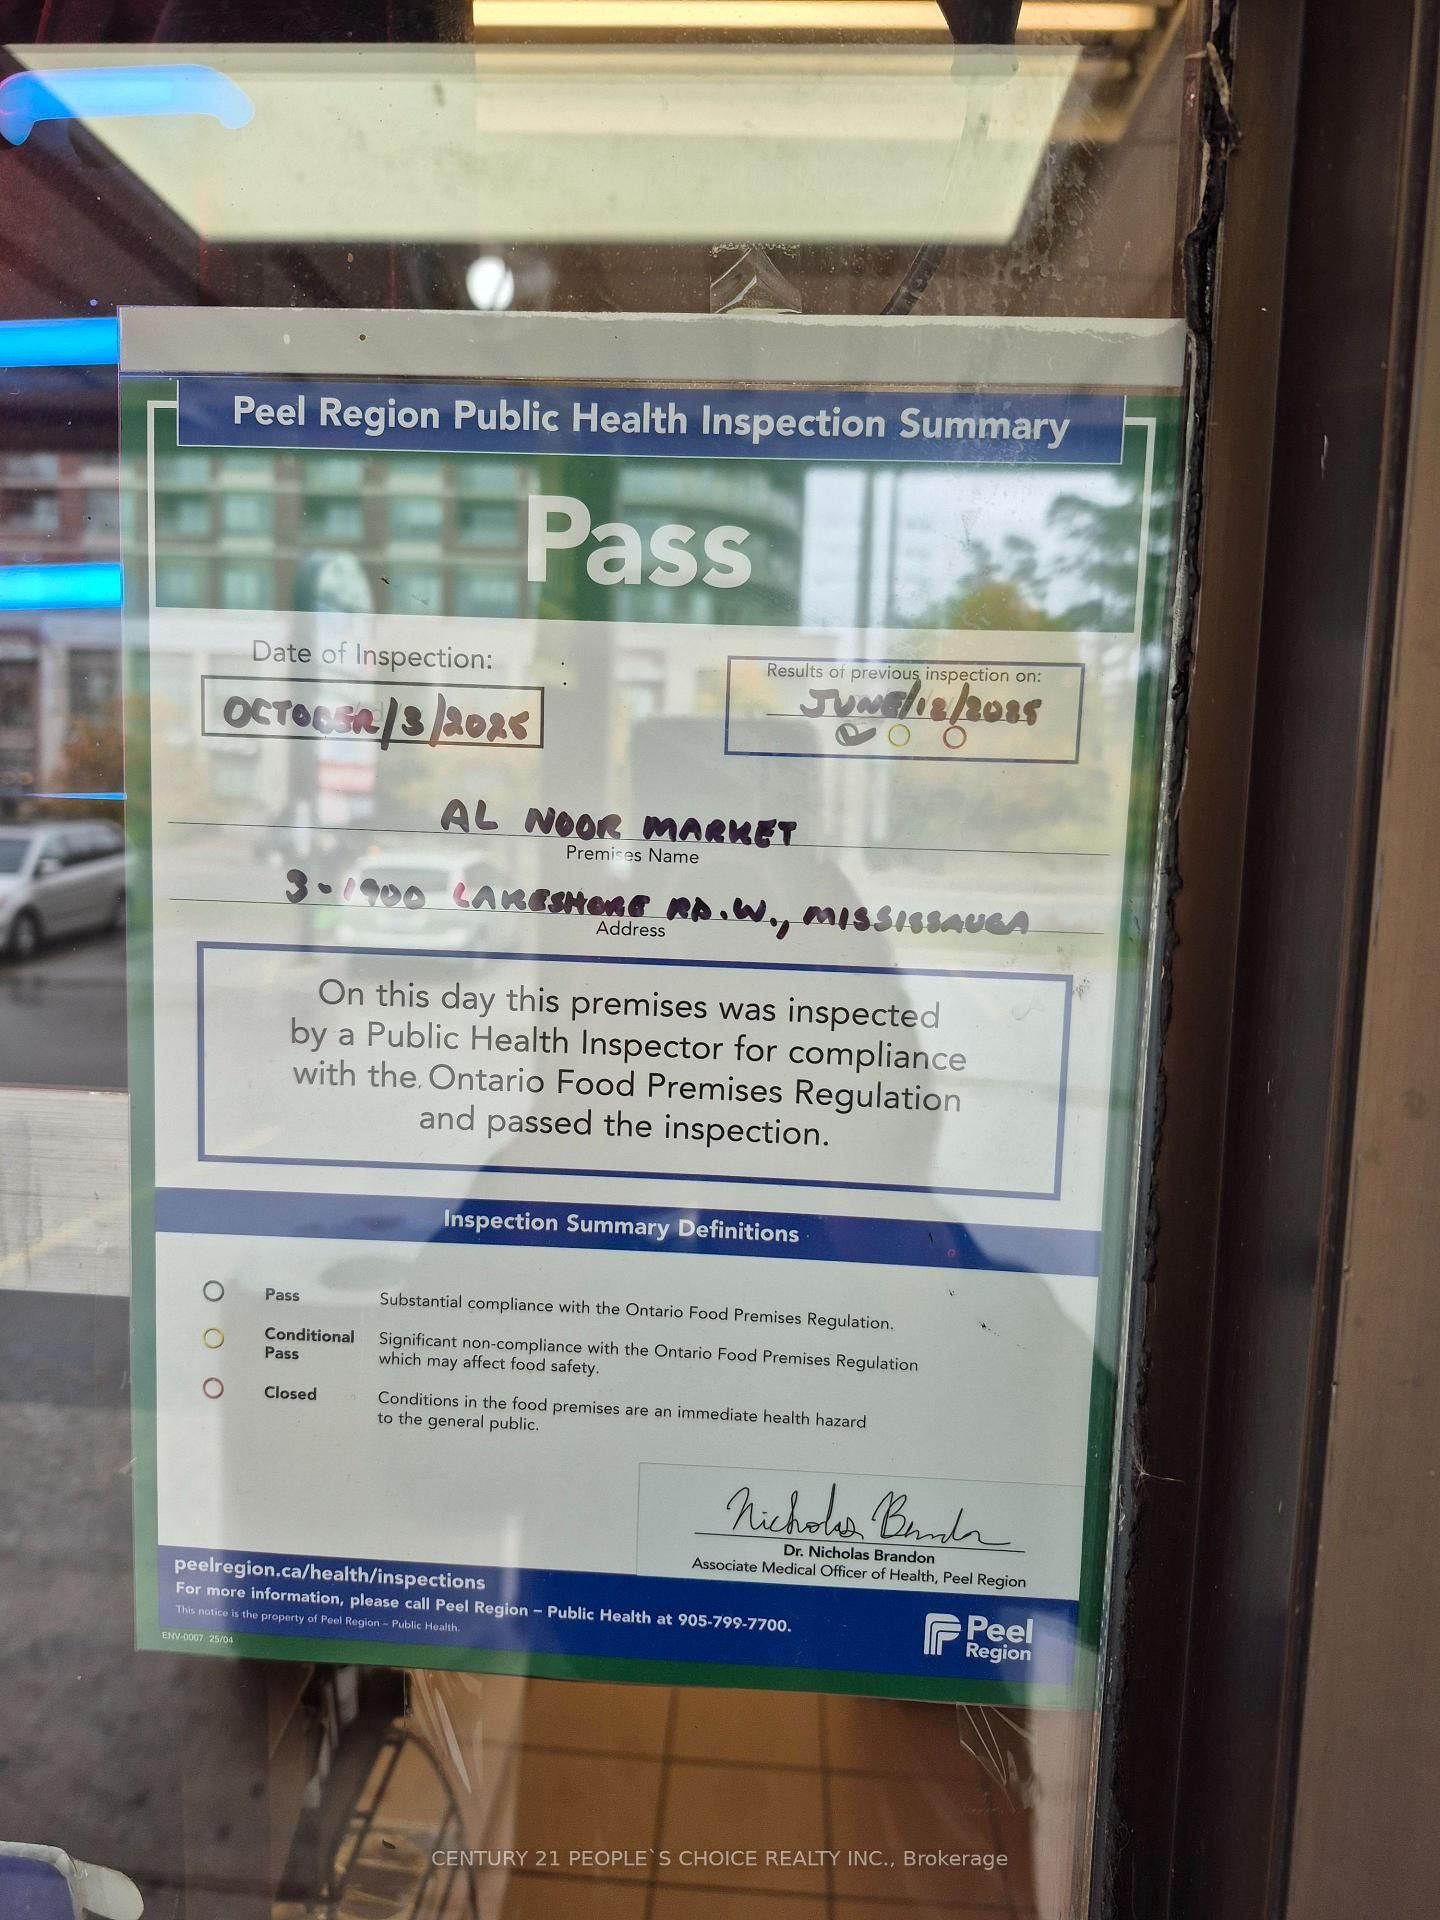 Peel Region Public Health Inspection Summary
Pass
Date of Inspection:
OCTOBER/3/2025
Results of previous inspection on:
JUNE/12/2025
AL NOOR MARKET
Premises Name
3-1900 LAKESHORE RD.W., MISSISSAUGA
Address
On this day this premises was inspected
by a Public Health Inspector for compliance
with the Ontario Food Premises Regulation
and passed the inspection.
Inspection Summary Definitions
Pass Substantial compliance with the Ontario Food Premises Regulation.
Conditional Pass Significant non-compliance with the Ontario Food Premises Regulation
which may affect food safety.
Closed Conditions in the food premises are an immediate health hazard
to the general public.
Nicholas Brandon
Dr. Nicholas Brandon
Associate Medical Officer of Health, Peel Region
peelregion.ca/health/inspections
For more information, please call Peel Region – Public Health at 905-799-7700.
This notice is the property of Peel Region – Public Health.
ENV-0007 25/04
Peel
Region
CENTURY 21 PEOPLE`S CHOICE REALTY INC., Brokerage